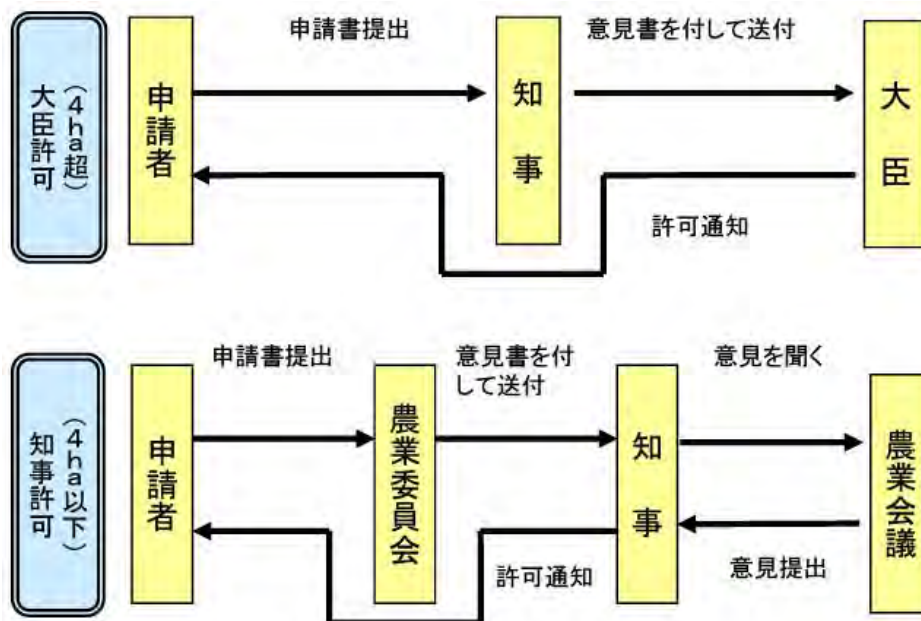 大臣許可
（４ha超）
申請者
申請書提出
知事
意見書を付して送付
大臣
許可通知
知事許可
（４ha以下）
申請者
申請書提出
農業委員会
意見書を付
して送付
知事
意見を聞く
農業会議
許可通知
意見提出